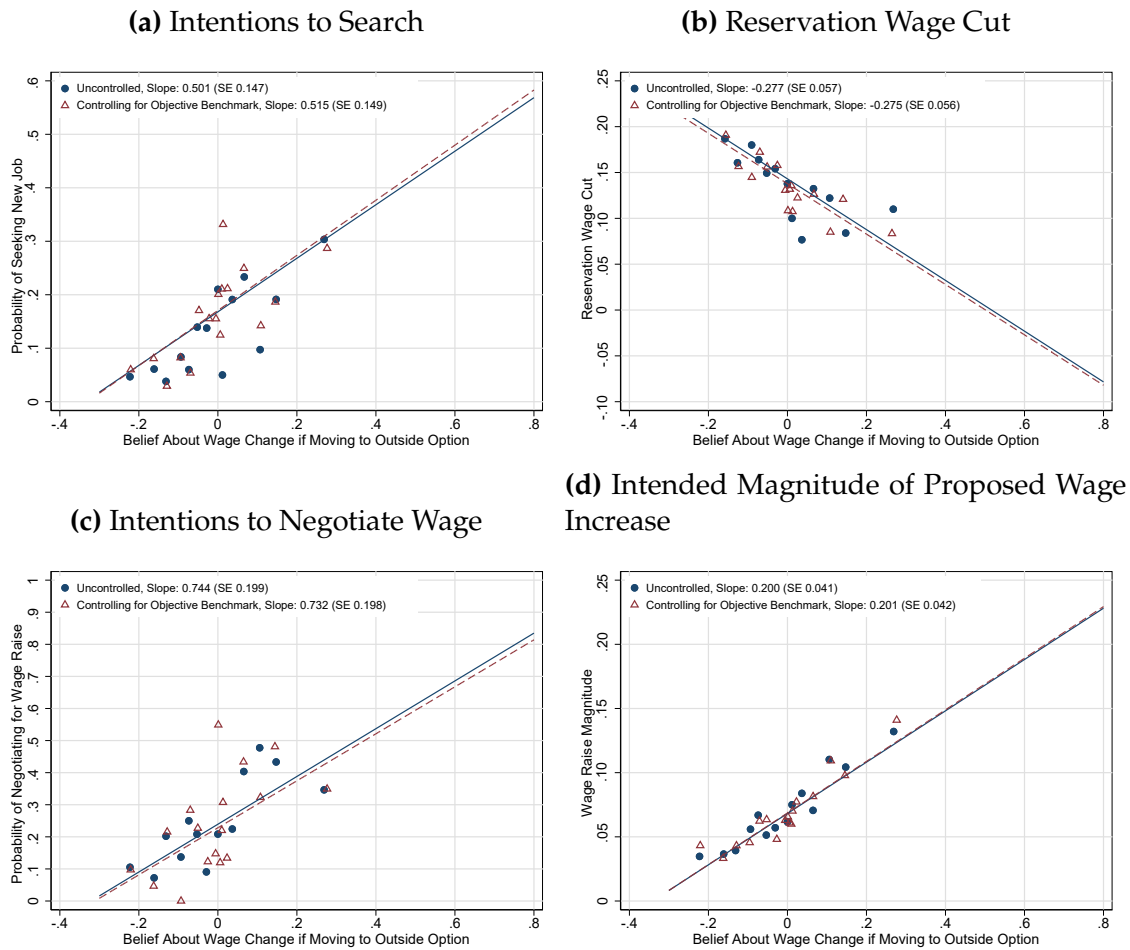 (a) Intentions to Search
.6
.5
.4
.3
.2
.1
0
Probability of Seeking New Job
Uncontrolled, Slope: 0.501 (SE 0.147)
Controlling for Objective Benchmark, Slope: 0.515 (SE 0.149)
-.4 -.2 0 .2 .4 .6 .8
Belief About Wage Change if Moving to Outside Option
(b) Reservation Wage Cut
.25
.20
.15
.10
.05
0
-.05
-.10
Reservation Wage Cut
Uncontrolled, Slope: -0.277 (SE 0.057)
Controlling for Objective Benchmark, Slope: -0.275 (SE 0.056)
-.4 -.2 0 .2 .4 .6 .8
Belief About Wage Change if Moving to Outside Option
(c) Intentions to Negotiate Wage
1
.9
.8
.7
.6
.5
.4
.3
.2
.1
0
Probability of Negotiating for Wage Raise
Uncontrolled, Slope: 0.744 (SE 0.199)
Controlling for Objective Benchmark, Slope: 0.732 (SE 0.198)
-.4 -.2 0 .2 .4 .6 .8
Belief About Wage Change if Moving to Outside Option
(d) Intended Magnitude of Proposed Wage
Increase
.25
.20
.15
.10
.05
0
Wage Raise Magnitude
Uncontrolled, Slope: 0.200 (SE 0.041)
Controlling for Objective Benchmark, Slope: 0.201 (SE 0.042)
-.4 -.2 0 .2 .4 .6 .8
Belief About Wage Change if Moving to Outside Option